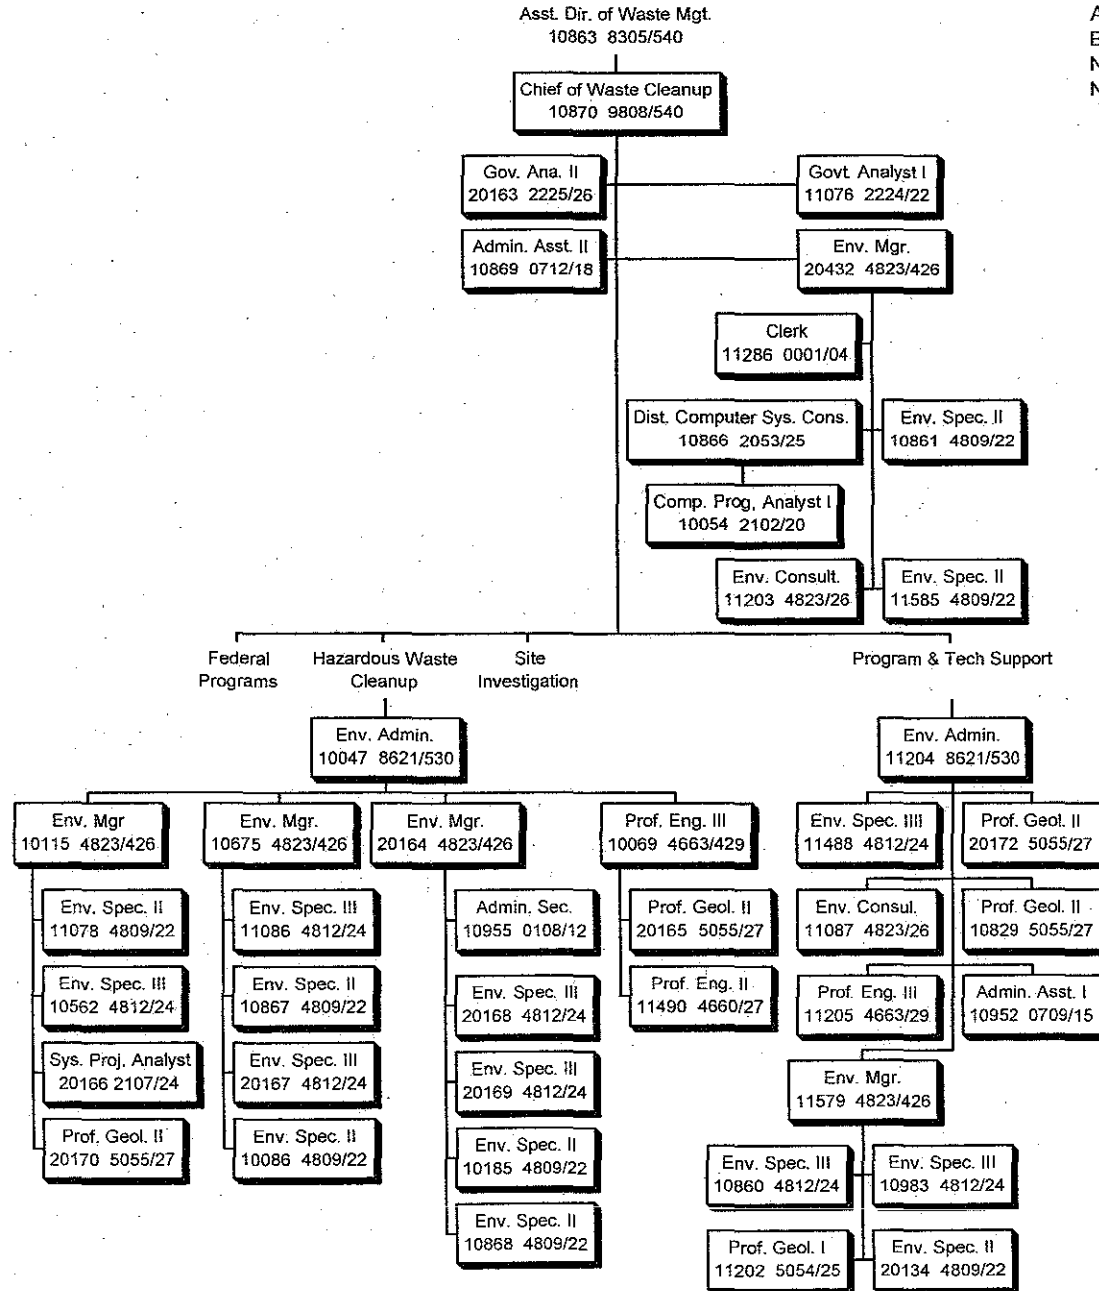 Asst. Dir. of Waste Mgt.
10863 8305/540
Chief of Waste Cleanup
10870 9808/540
Gov. Ana. II
20163 2225/26
Govt. Analyst I
11076 2224/22
Admin. Asst. II
10869 0712/18
Env. Mgr.
20432 4823/426
Clerk
11286 0001/04
Dist. Computer Sys. Cons.
10866 2053/25
Env. Spec. II
10861 4809/22
Comp. Prog, Analyst I
10054 2102/20
Env. Consult.
11203 4823/26
Env. Spec. II
11585 4809/22
Federal
Programs
Hazardous Waste
Cleanup
Site
Investigation
Program & Tech Support
Env. Admin.
10047 8621/530
Env. Admin.
11204 8621/530
Env. Mgr
10115 4823/426
Env. Spec. II
11078 4809/22
Env. Spec. III
10562 4812/24
Sys. Proj. Analyst
20166 2107/24
Prof. Geol. II
20170 5055/27
Env. Mgr.
10675 4823/426
Env. Spec. III
11086 4812/24
Env. Spec. II
10867 4809/22
Env. Spec. III
20167 4812/24
Env. Spec. II
10086 4809/22
Env. Mgr.
20164 4823/426
Admin. Sec.
10955 0108/12
Env. Spec. III
20168 4812/24
Env. Spec. III
20169 4812/24
Env. Spec. II
10185 4809/22
Env. Spec. II
10868 4809/22
Prof. Eng. III
10069 4663/429
Prof. Geol. II
20165 5055/27
Prof. Eng. II
11490 4660/27
Env. Spec. IIII
11488 4812/24
Prof. Geol. II
20172 5055/27
Env. Consul.
11087 4823/26
Prof. Geol. II
10829 5055/27
Prof. Eng. III
11205 4663/29
Admin. Asst. I
10952 0709/15
Env. Mgr.
11579 4823/426
Env. Spec. III
10860 4812/24
Env. Spec. III
10983 4812/24
Prof. Geol. I
11202 5054/25
Env. Spec. II
20134 4809/22